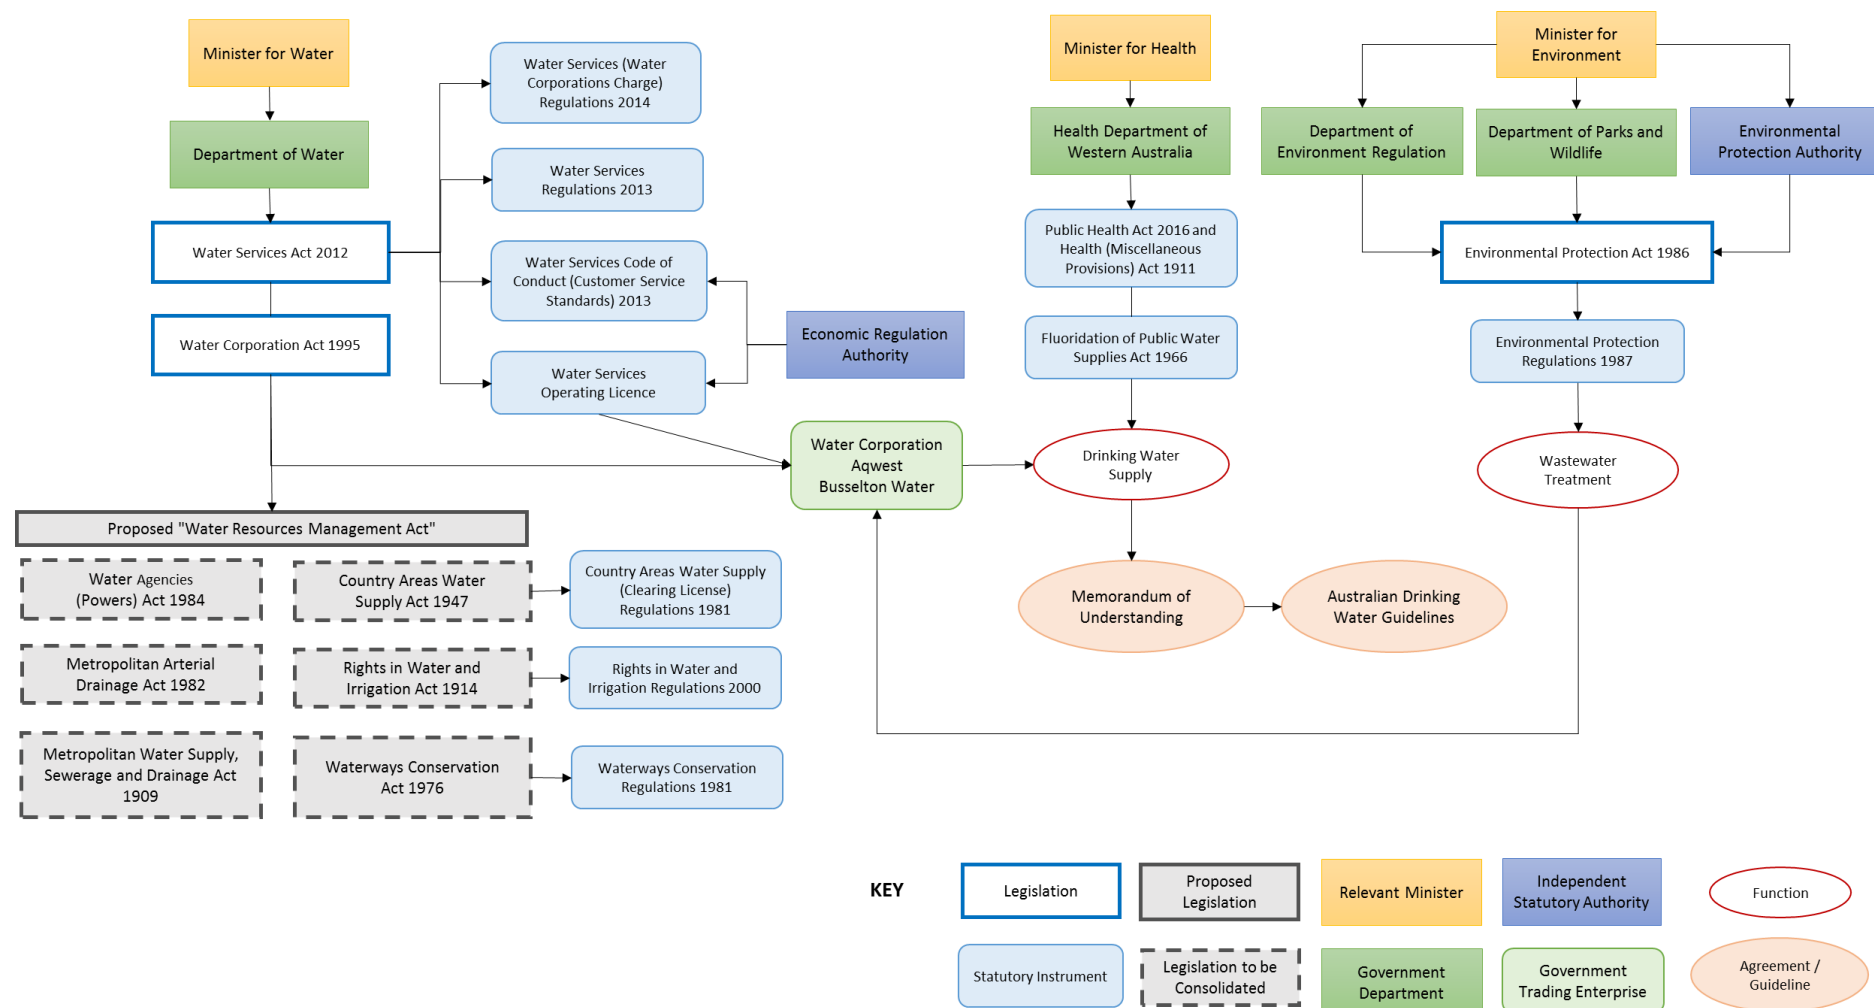 Minister for Water
Department of Water
Water Services Act 2012
Water Corporation Act 1995
Water Services (Water
Corporations Charge)
Regulations 2014
Water Services
Regulations 2013
Water Services Code of
Conduct (Customer Service
Standards) 2013
Water Services
Operating Licence
Economic Regulation
Authority
Water Corporation
Aqwest
Busselton Water
Minister for Health
Health Department of
Western Australia
Public Health Act 2016 and
Health (Miscellaneous
Provisions) Act 1911
Fluoridation of Public Water
Supplies Act 1966
Drinking Water
Supply
Memorandum of
Understanding
Australian Drinking
Water Guidelines
Minister for
Environment
Department of
Environment Regulation
Department of Parks and
Wildlife
Environmental
Protection Authority
Environmental Protection Act 1986
Environmental Protection
Regulations 1987
Wastewater
Treatment
Proposed "Water Resources Management Act"
Water Agencies
(Powers) Act 1984
Country Areas Water
Supply Act 1947
Country Areas Water Supply
(Clearing License)
Regulations 1981
Metropolitan Arterial
Drainage Act 1982
Rights in Water and
Irrigation Act 1914
Rights in Water and
Irrigation Regulations 2000
Metropolitan Water Supply,
Sewerage and Drainage Act
1909
Waterways Conservation
Act 1976
Waterways Conservation
Regulations 1981
KEY
Legislation
Proposed
Legislation
Relevant Minister
Independent
Statutory Authority
Function
Statutory Instrument
Legislation to be
Consolidated
Government
Department
Government
Trading Enterprise
Agreement /
Guideline